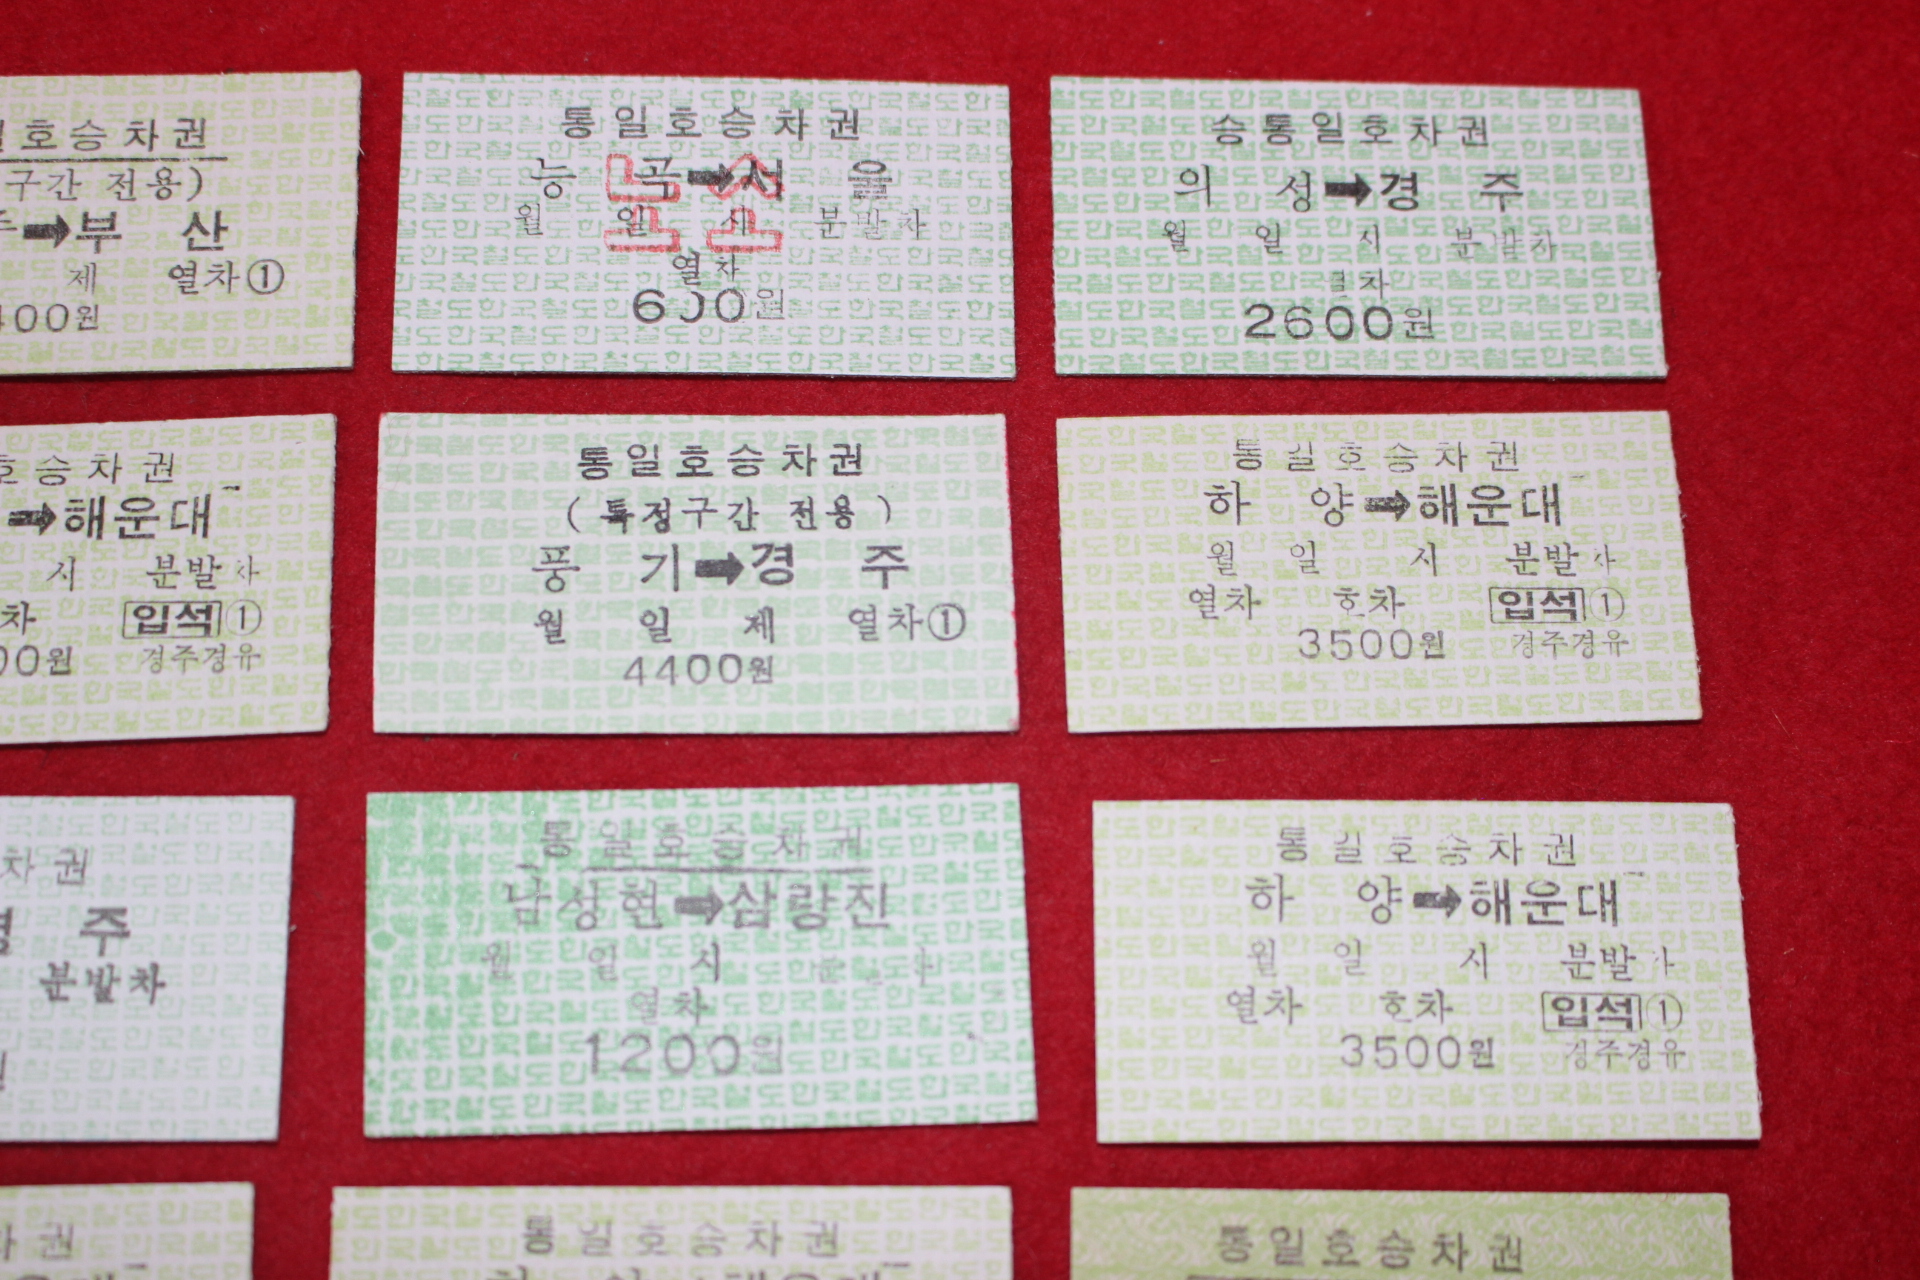 호승차권
구간 전용)
➡부 산
제 열차①
400원
통일호승차권
능 곡➡서 울
월 일 시 분발차
열차
600원
노 소
승통일호차권
의 성➡경 주
월 일 시 분발차
차
2600원
호승차권
➡해운대
시 분발차
차 입석①
00원 경주경유
통일호승차권
(특정구간 전용)
풍 기➡경 주
월 일 제 열차①
4400원
통일호승차권
하 양➡해운대
월 일 시 분발차
열차 호차 입석①
3500원 경주경유
차권
주
분발차
통일호승차권
남성현➡삼랑진
월 일 시
열차
1200원
통일호승차권
하 양➡해운대
월 일 시 분발차
열차 호차 입석①
3500원 경주경유
차권
통일호승차권
통일호승차권